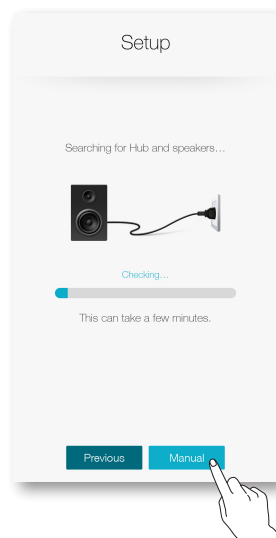 Setup
Searching for Hub and speakers...
Checking...
This can take a few minutes.
Previous Manual